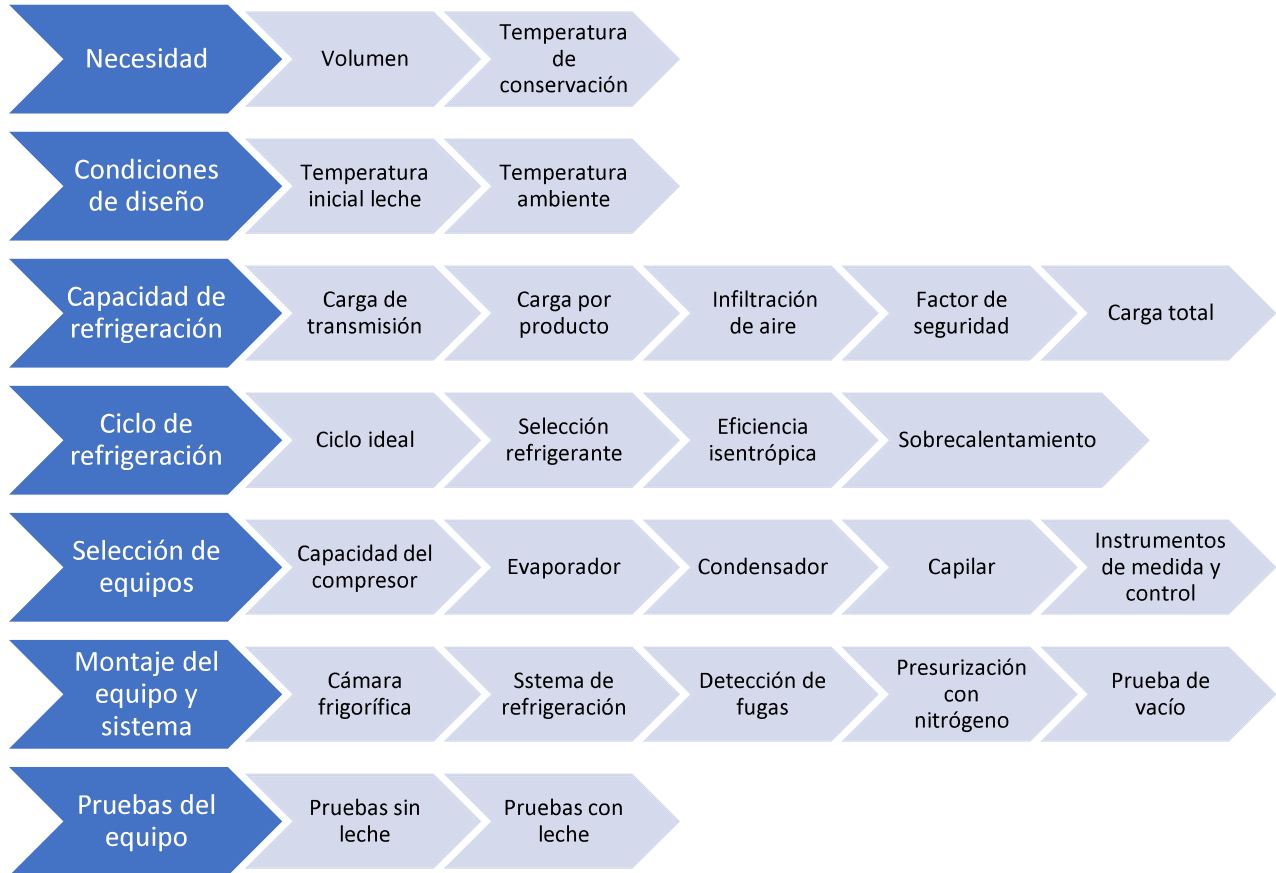 Necesidad
Volumen
Temperatura
de
conservación
Condiciones
de diseño
Temperatura
inicial leche
Temperatura
ambiente
Capacidad de
refrigeración
Carga de
transmisión
Carga por
producto
Infiltración
de aire
Factor de
seguridad
Carga total
Ciclo de
refrigeración
Ciclo ideal
Selección
refrigerante
Eficiencia
isentrópica
Sobrecalentamiento
Selección de
equipos
Capacidad del
compresor
Evaporador
Condensador
Capilar
Instrumentos
de medida y
control
Montaje del
equipo y
sistema
Cámara
frigorífica
Sstema de
refrigeración
Detección de
fugas
Presurización
con
nitrógeno
Prueba de
vacío
Pruebas del
equipo
Pruebas sin
leche
Pruebas con
leche